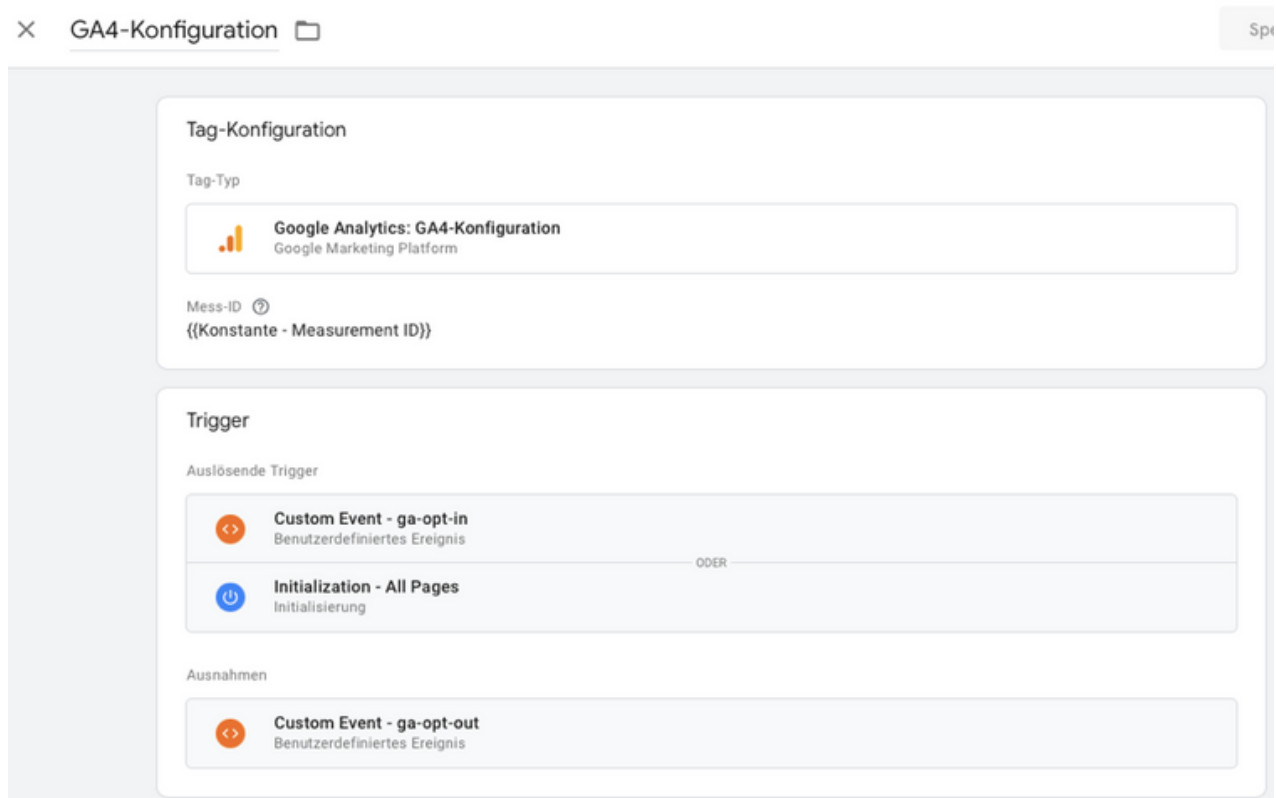 GA4-Konfiguration
Spe
Tag-Konfiguration
Tag-Typ
Google Analytics: GA4-Konfiguration
Google Marketing Platform
Mess-ID
{{Konstante - Measurement ID}}
Trigger
Auslösende Trigger
Custom Event - ga-opt-in
Benutzerdefiniertes Ereignis
ODER
Initialization - All Pages
Initialisierung
Ausnahmen
Custom Event - ga-opt-out
Benutzerdefiniertes Ereignis